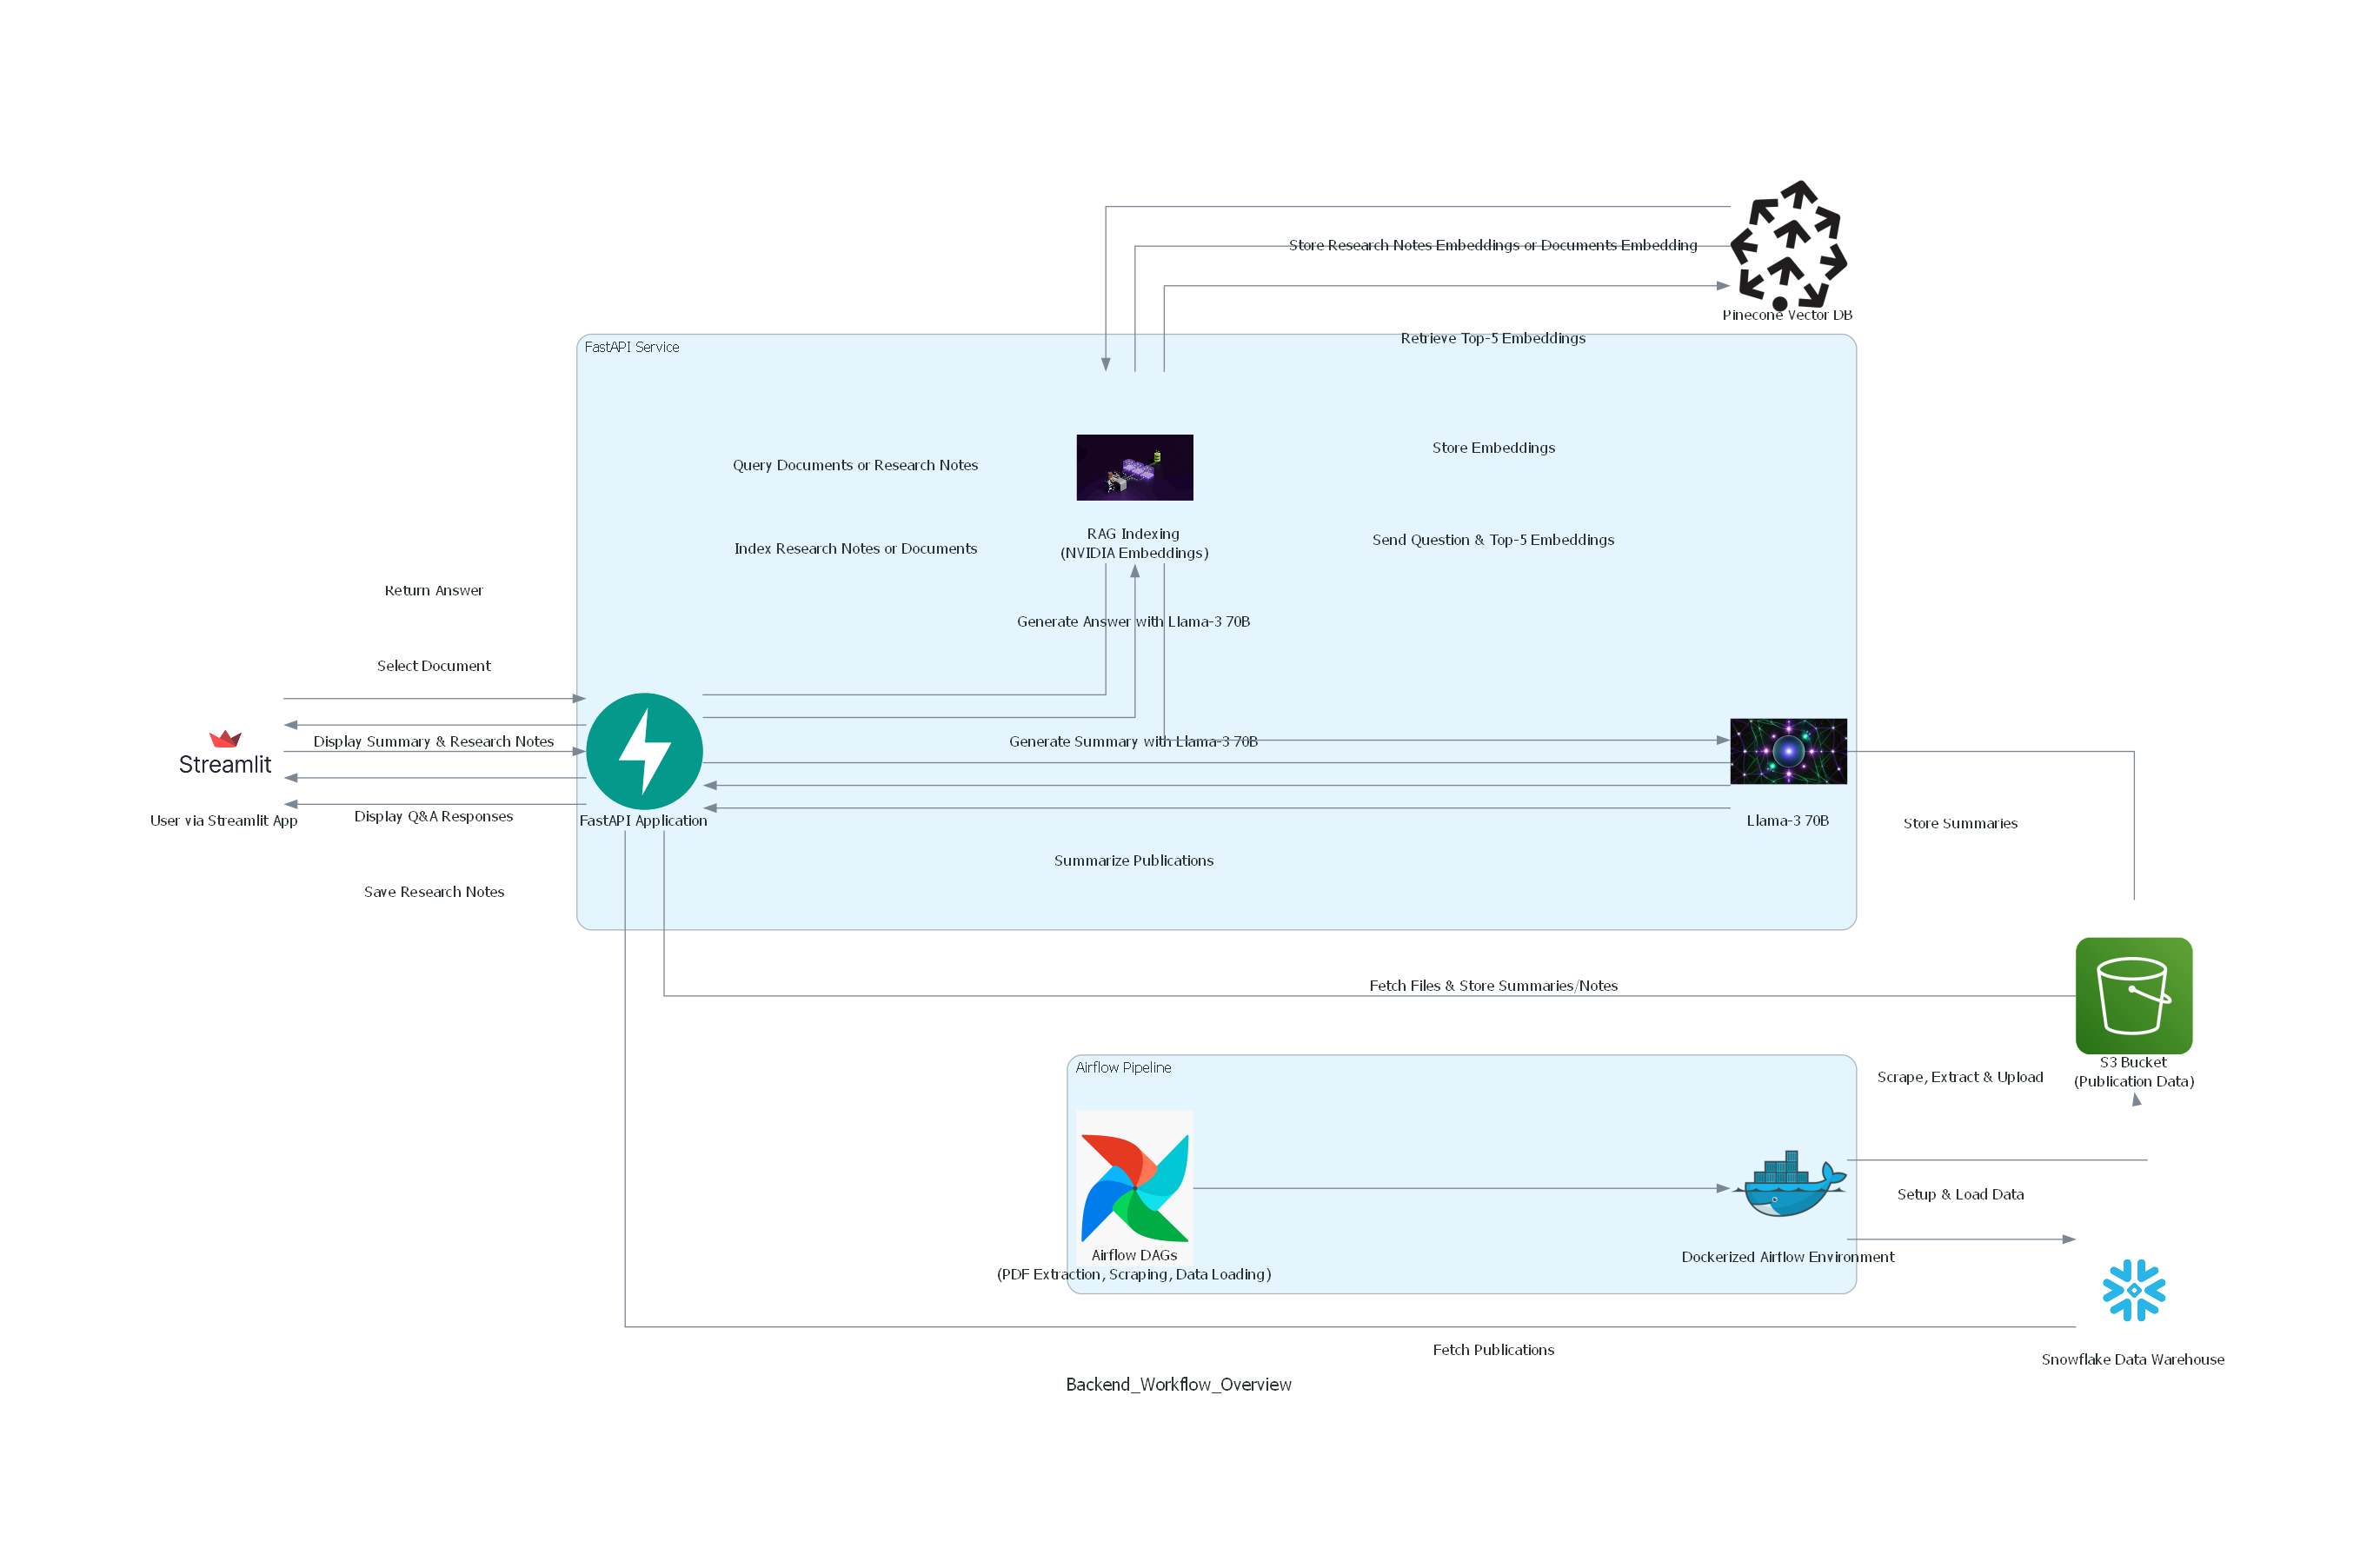 Store Research Notes Embeddings or Documents Embedding
Pinecone Vector DB
Retrieve Top-5 Embeddings
FastAPI Service
Store Embeddings
Query Documents or Research Notes
RAG Indexing
(NVIDIA Embeddings)
Send Question & Top-5 Embeddings
Index Research Notes or Documents
Return Answer
Generate Answer with Llama-3 70B
Select Document
Display Summary & Research Notes
Generate Summary with Llama-3 70B
Streamlit
User via Streamlit App
Display Q&A Responses
FastAPI Application
Llama-3 70B
Store Summaries
Summarize Publications
Save Research Notes
Fetch Files & Store Summaries/Notes
S3 Bucket
(Publication Data)
Airflow Pipeline
Scrape, Extract & Upload
Setup & Load Data
Airflow DAGs
(PDF Extraction, Scraping, Data Loading)
Dockerized Airflow Environment
Fetch Publications
Snowflake Data Warehouse
Backend_Workflow_Overview